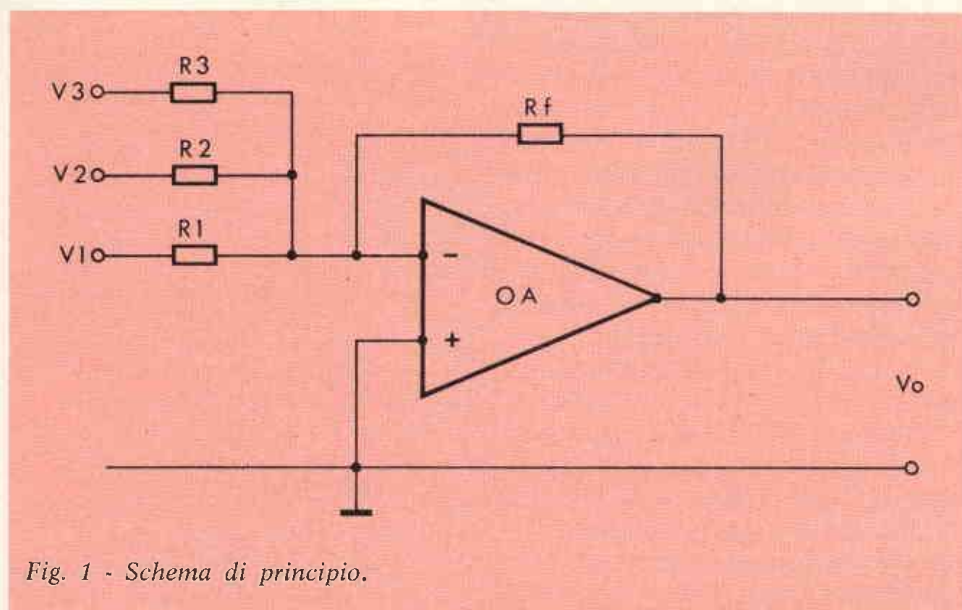 R3
V3
Rf
R2
V2
R1
V1
-
OA
+
Vo
Fig. 1 - Schema di principio.